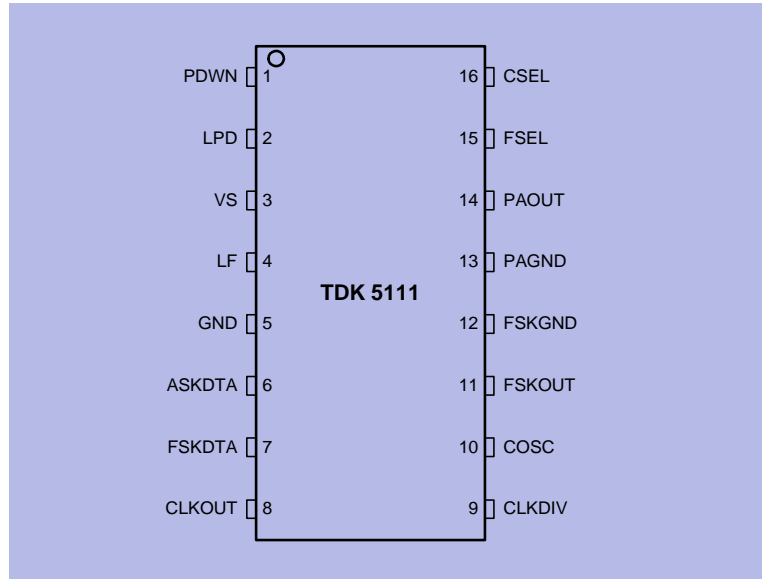 PDWN 1 16 CSEL
LPD 2 15 FSEL
VS 3 14 PAOUT
LF 4 13 PAGND
TDK 5111
GND 5 12 FSKGND
ASKDTA 6 11 FSKOUT
FSKDTA 7 10 COSC
CLKOUT 8 9 CLKDIV